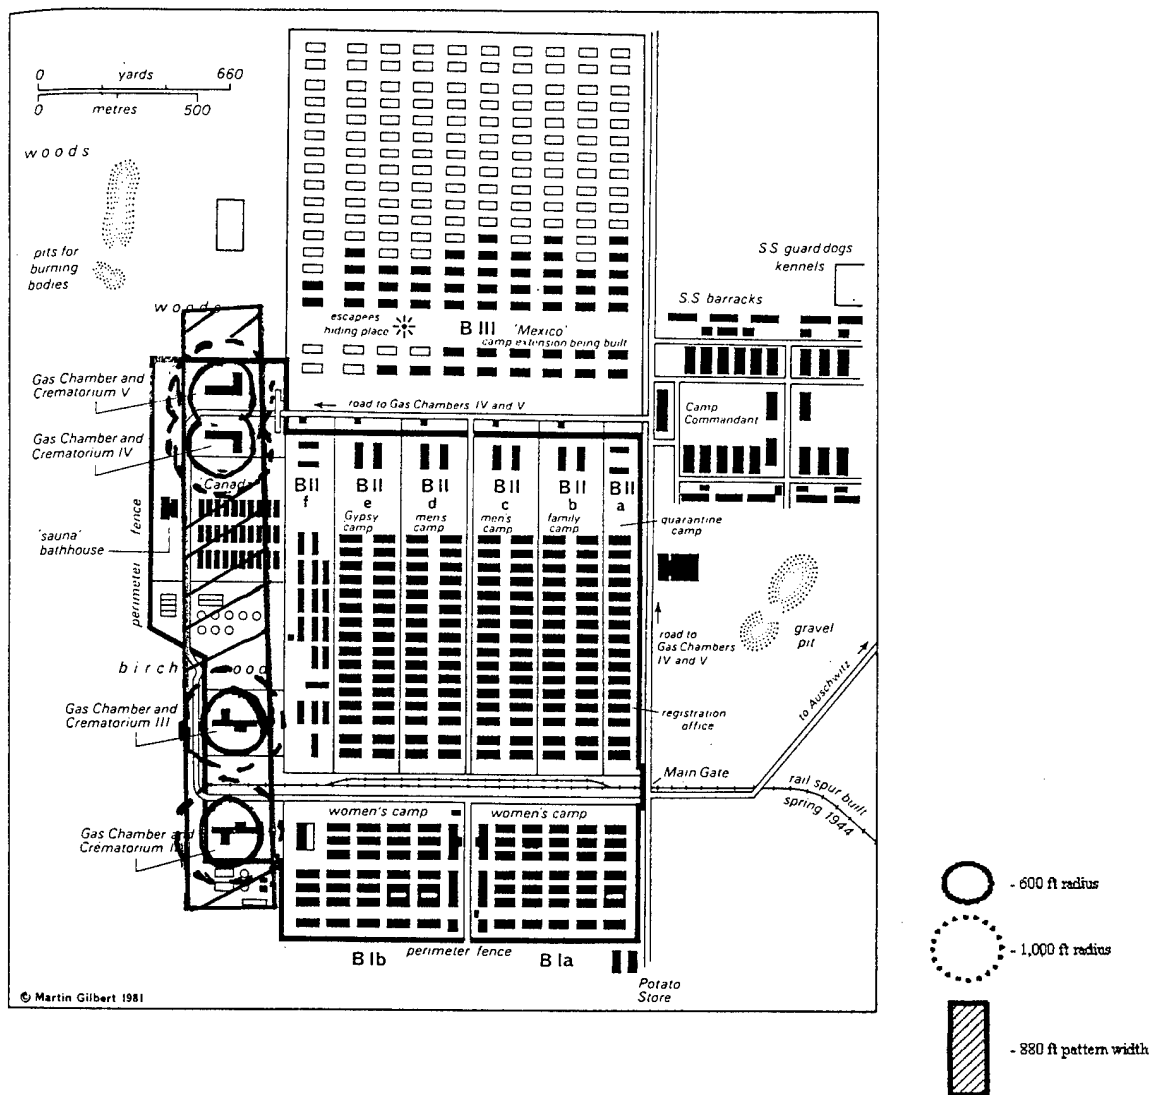 0 yards 660
0 metres 500
woods
pits for
burning
bodies
woods
Gas Chamber and
Crematorium V
Gas Chamber and
Crematorium IV
'Canada'
'sauna'
bathhouse
perimeter fence
birch wood
Gas Chamber and
Crematorium III
Gas Chamber and
Crematorium
escapees
hiding place
B III 'Mexico'
camp extension being built
road to Gas Chambers IV and V
S.S guard dogs
kennels
S.S barracks
Camp
Commandant
B II
f
B II
e
Gypsy
camp
B II
d
men's
camp
B II
c
men's
camp
B II
b
family
camp
B II
a
quarantine
camp
gravel
pit
road to
Gas Chambers
IV and V
to Auschwitz
registration
office
Main Gate
rail spur built
spring 1944
women's camp
women's camp
perimeter fence
B Ib
B Ia
Potato
Store
© Martin Gilbert 1981
- 600 ft radius
- 1,000 ft radius
- 880 ft pattern width